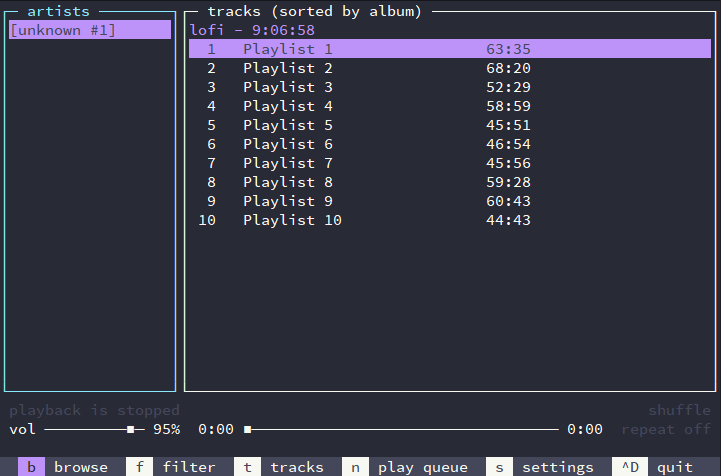 artists
[unknown #1]
tracks (sorted by album)
lofi - 9:06:58
1 Playlist 1 63:35
2 Playlist 2 68:20
3 Playlist 3 52:29
4 Playlist 4 58:59
5 Playlist 5 45:51
6 Playlist 6 46:54
7 Playlist 7 45:56
8 Playlist 8 59:28
9 Playlist 9 60:43
10 Playlist 10 44:43
playback is stopped shuffle
vol 95% 0:00 0:00 repeat off
b browse f filter t tracks n play queue s settings ^D quit